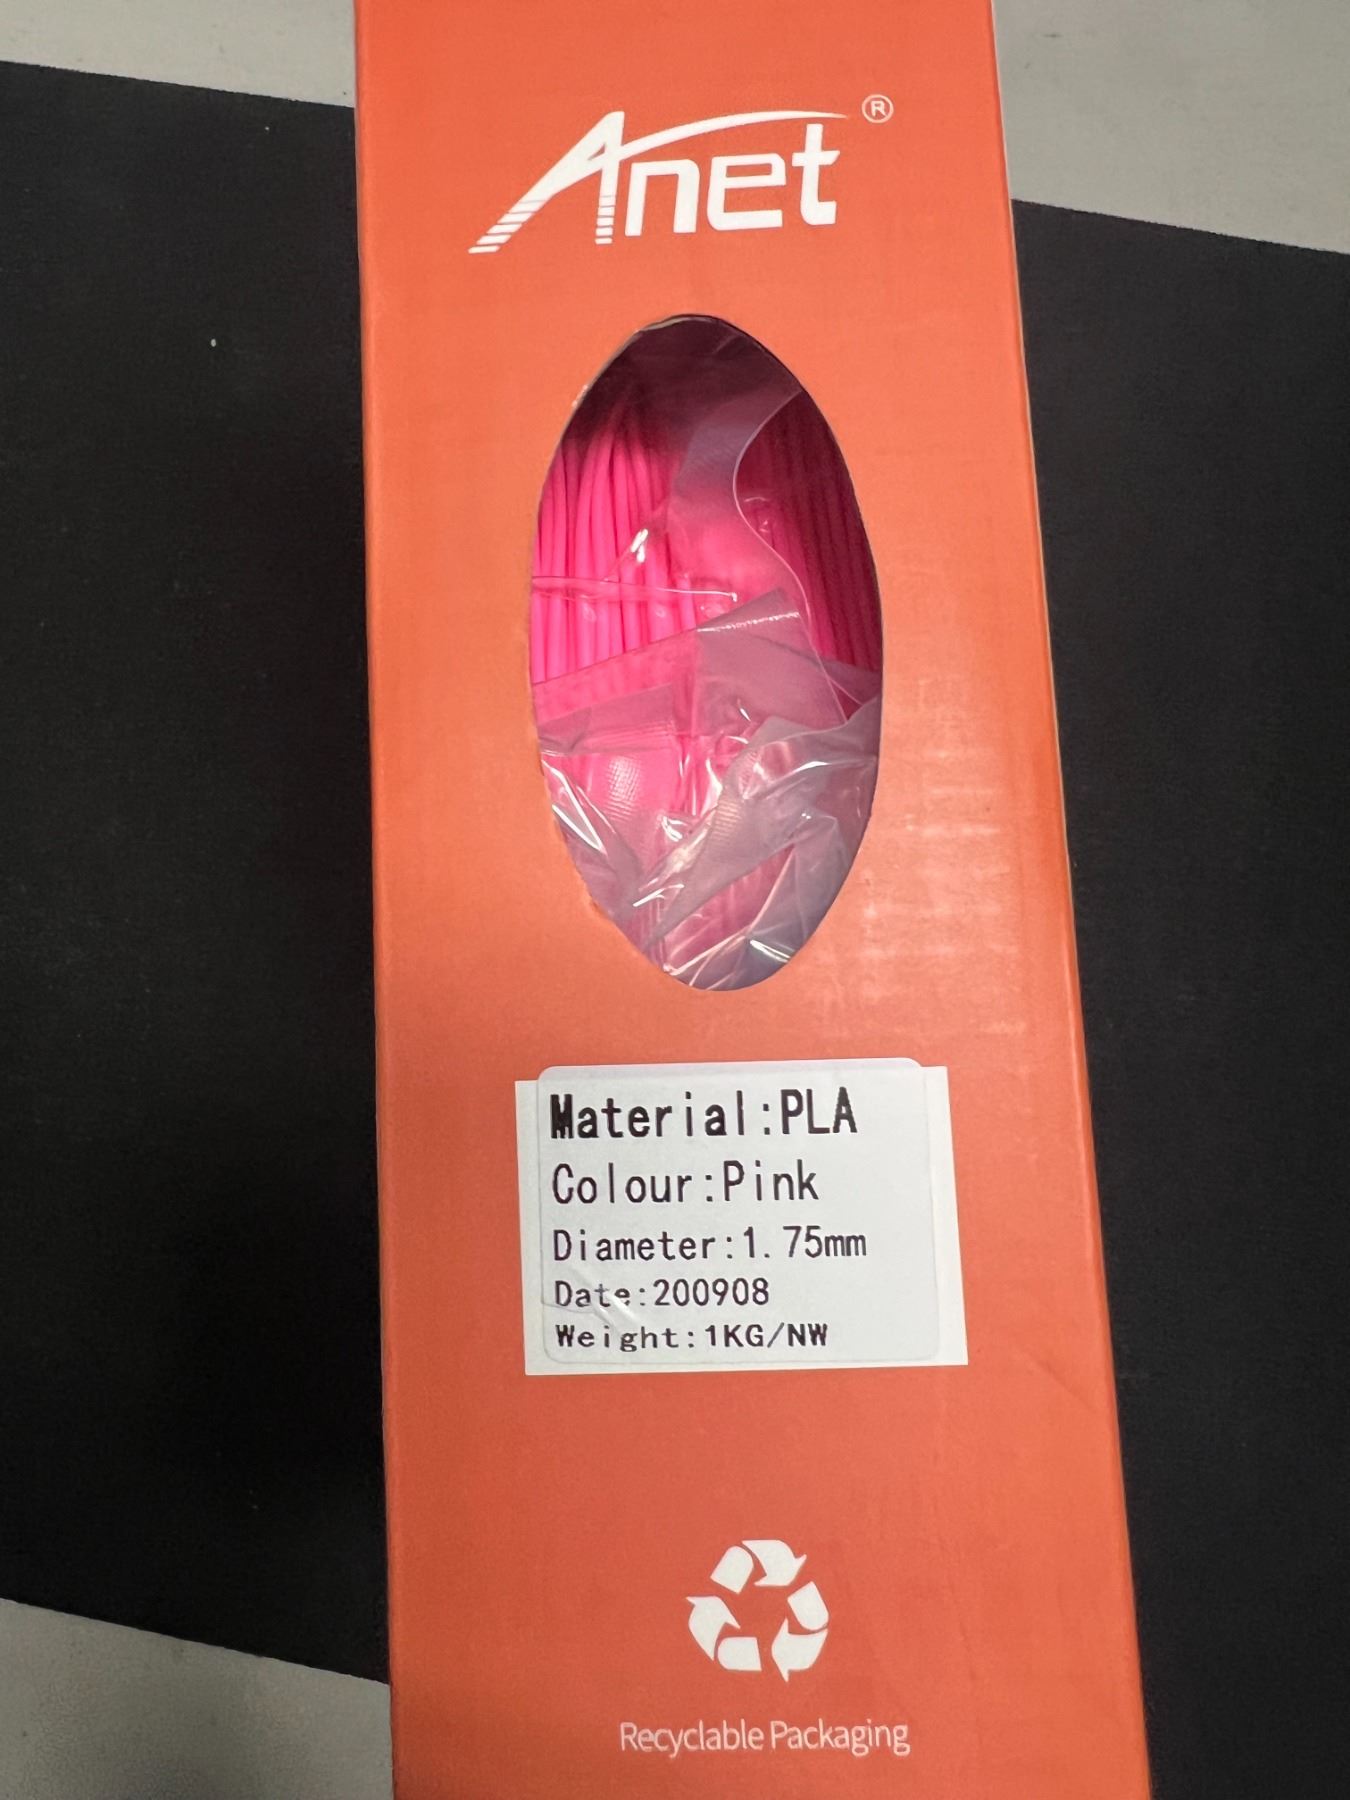 Anet®
Material:PLA
Colour:Pink
Diameter:1.75mm
Date:200908
Weight:1KG/NW
Recyclable Packaging